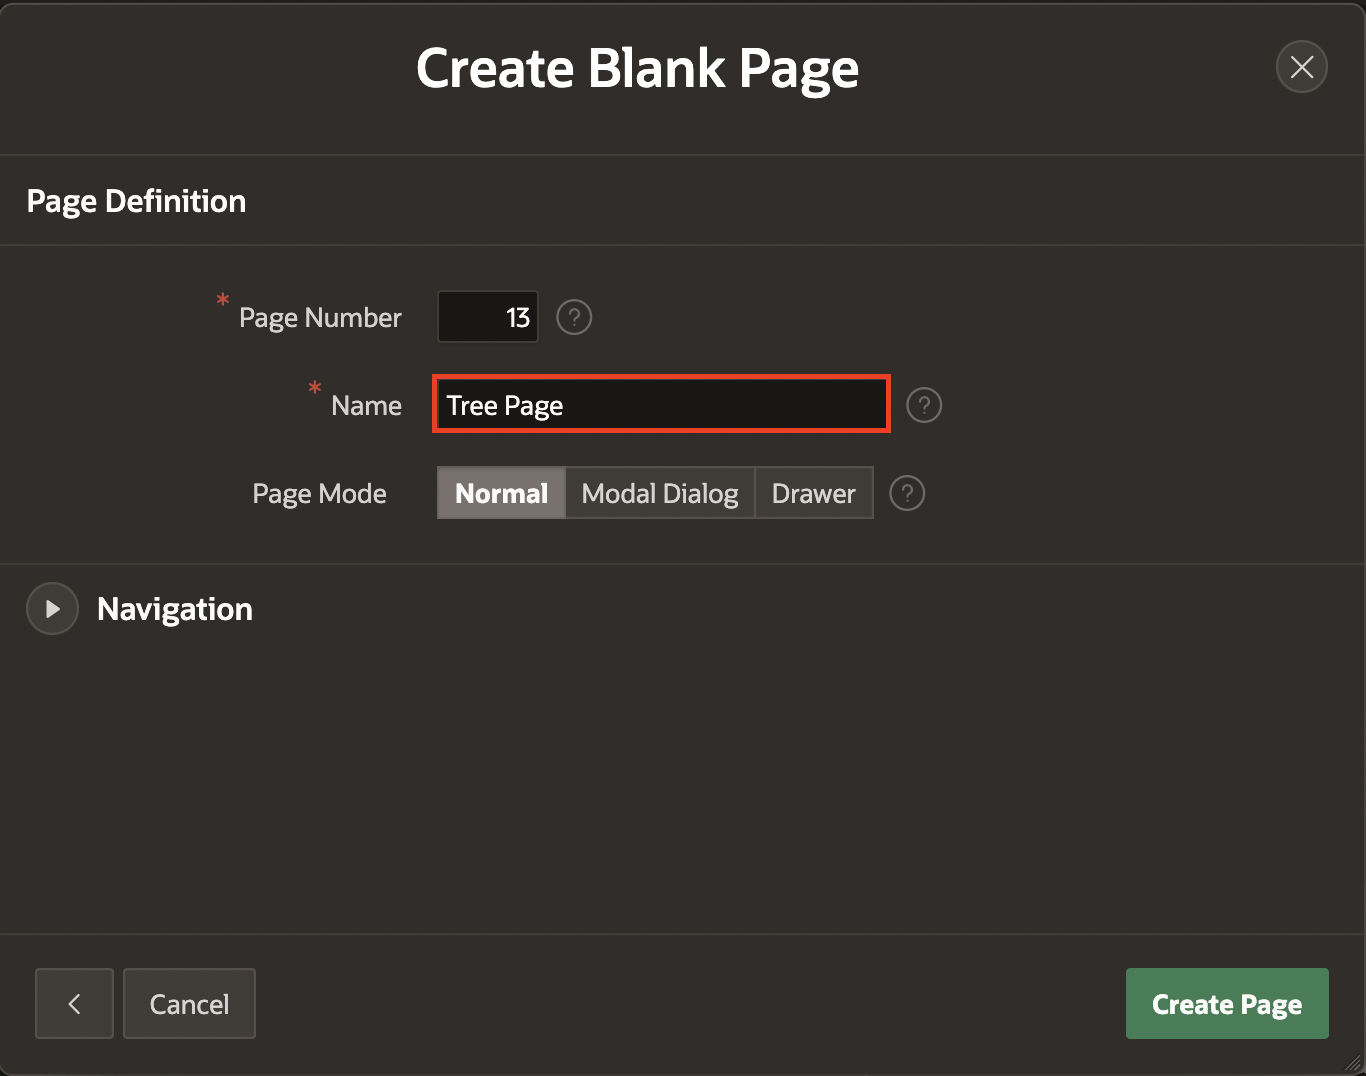 Create Blank Page
Page Definition
* Page Number 13 ?
* Name Tree Page ?
Page Mode Normal Modal Dialog Drawer ?
Navigation
Cancel Create Page